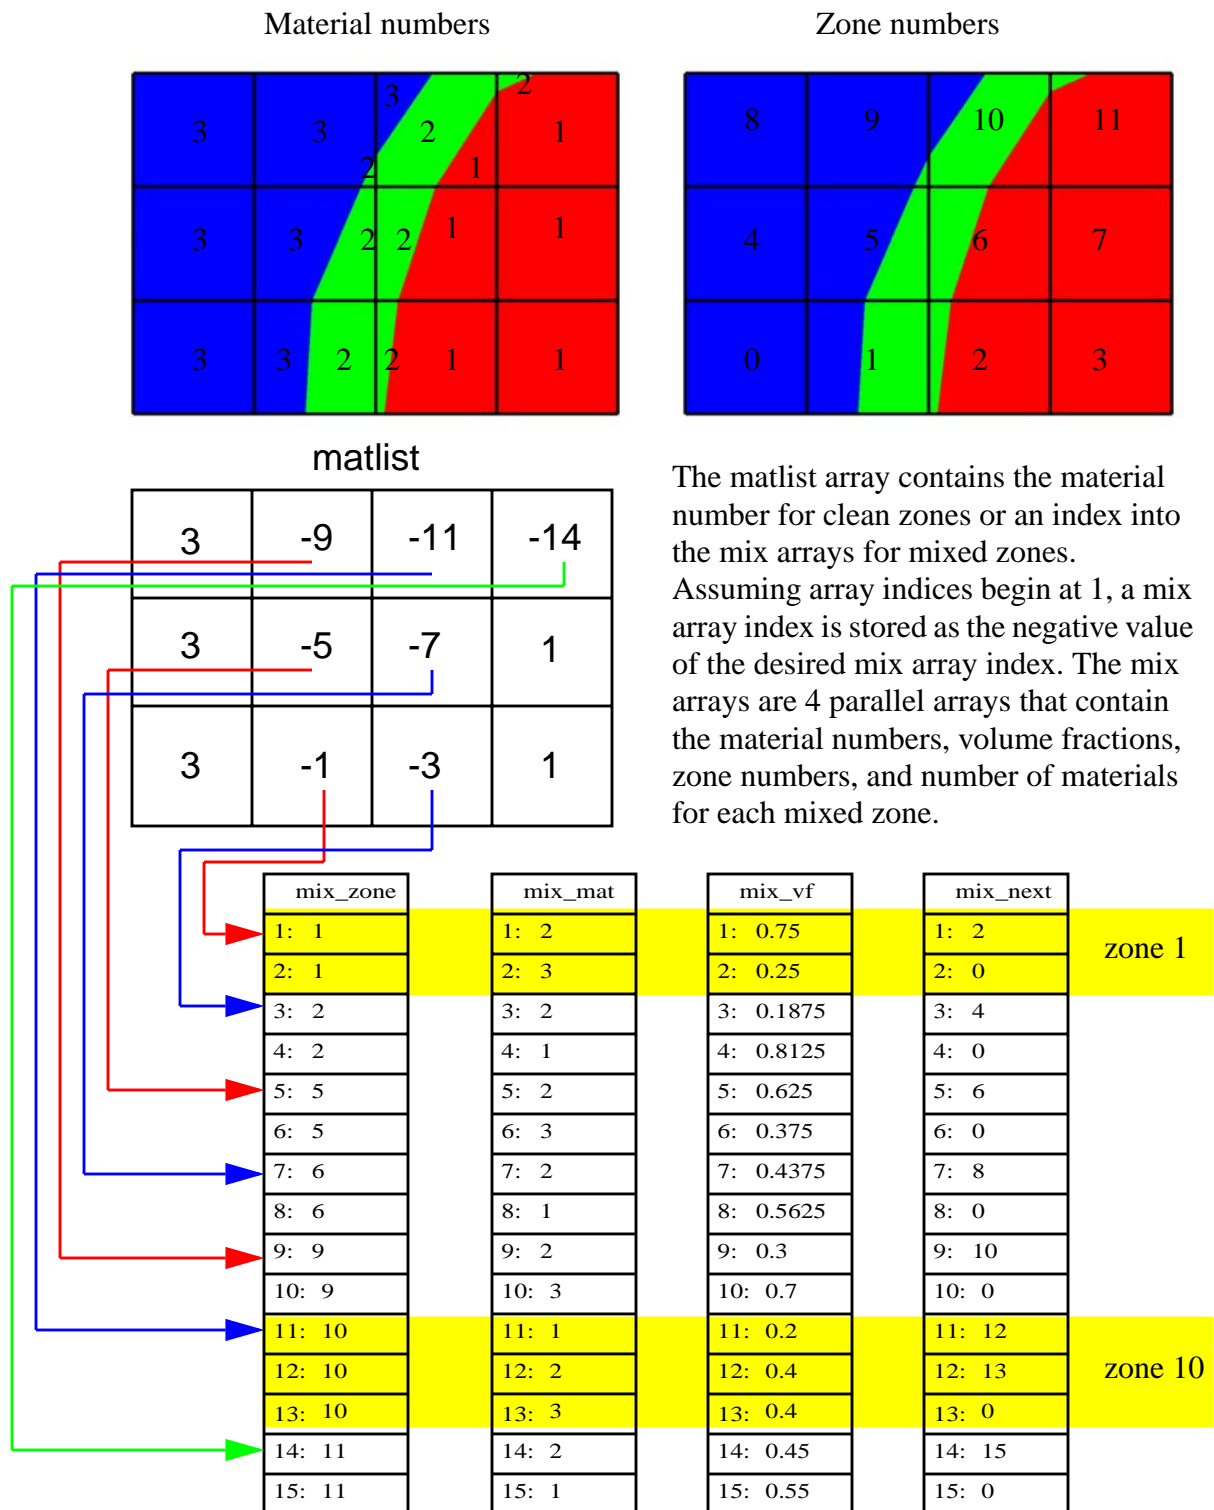 Material numbers
Zone numbers
3 3 3 2 2 1
3 2 2 1
3 3 2 2 1 1
3 3 2 2 1 1
8 9 10 11
4 5 6 7
0 1 2 3
matlist
3 -9 -11 -14
3 -5 -7 1
3 -1 -3 1
The matlist array contains the material
number for clean zones or an index into
the mix arrays for mixed zones.
Assuming array indices begin at 1, a mix
array index is stored as the negative value
of the desired mix array index. The mix
arrays are 4 parallel arrays that contain
the material numbers, volume fractions,
zone numbers, and number of materials
for each mixed zone.
mix_zone mix_mat mix_vf mix_next
1: 1 1: 2 1: 0.75 1: 2
zone 1
2: 1 2: 3 2: 0.25 2: 0
3: 2 3: 2 3: 0.1875 3: 4
4: 2 4: 1 4: 0.8125 4: 0
5: 5 5: 2 5: 0.625 5: 6
6: 5 6: 3 6: 0.375 6: 0
7: 6 7: 2 7: 0.4375 7: 8
8: 6 8: 1 8: 0.5625 8: 0
9: 9 9: 2 9: 0.3 9: 10
10: 9 10: 3 10: 0.7 10: 0
11: 10 11: 1 11: 0.2 11: 12
12: 10 12: 2 12: 0.4 12: 13
zone 10
13: 10 13: 3 13: 0.4 13: 0
14: 11 14: 2 14: 0.45 14: 15
15: 11 15: 1 15: 0.55 15: 0